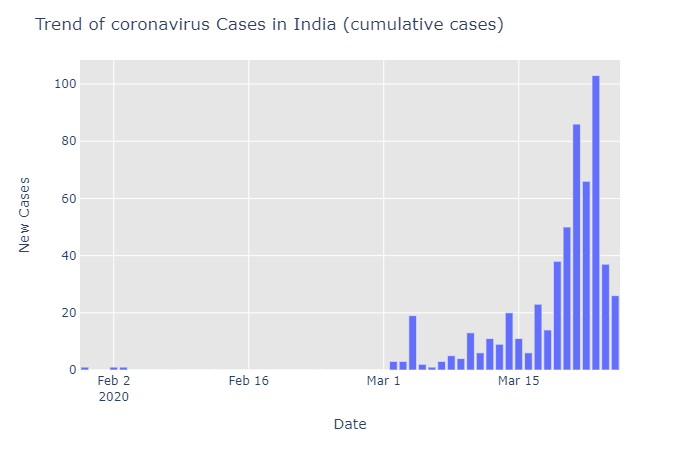 Trend of coronavirus Cases in India (cumulative cases)
100
80
60
40
20
0
New Cases
Feb 2
2020
Feb 16
Mar 1
Mar 15
Date